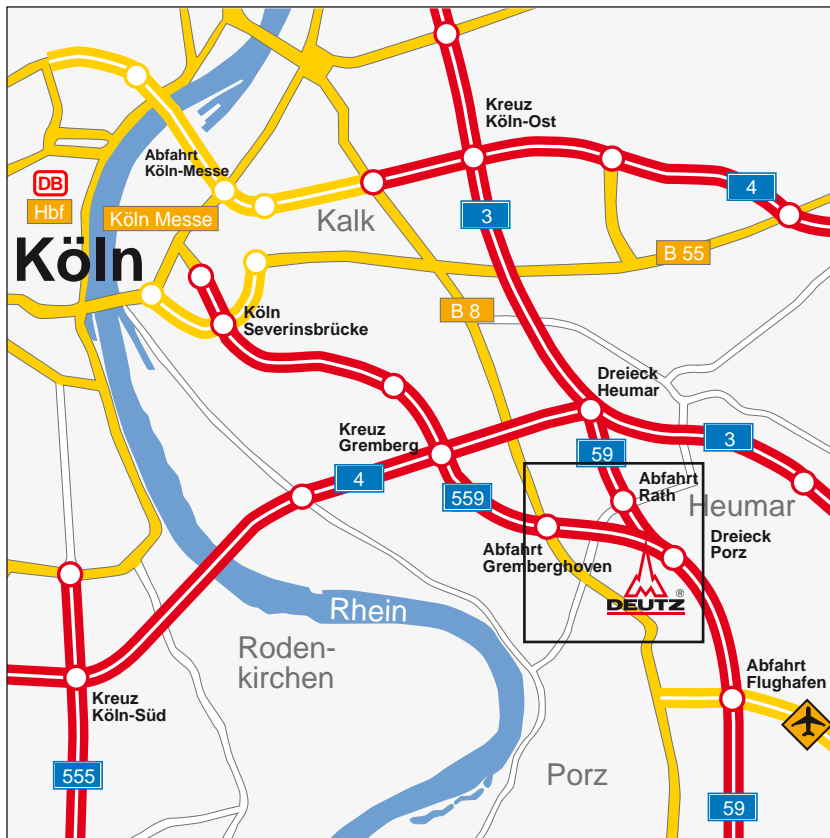 Kreuz
Köln-Ost
Abfahrt
Köln-Messe
DB
Hbf
Köln Messe
Kalk
3
4
Köln
B 55
Köln
Severinsbrücke
B 8
Dreieck
Heumar
Kreuz
Gremberg
3
59
4
559
Abfahrt
Rath
Heumar
Abfahrt
Gremberghoven
Dreieck
Porz
DEUTZ ®
Rhein
Roden-
kirchen
Abfahrt
Flughafen
Kreuz
Köln-Süd
555
Porz
59